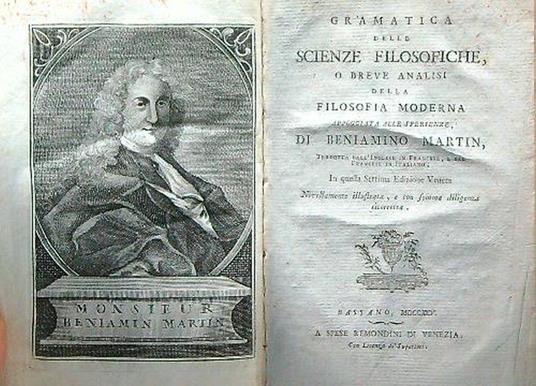 MONSIEUR
BENIAMIN MARTIN
GRAMATICA
DELLE
SCIENZE FILOSOFICHE,
O BREVE ANALISI
DELLA
FILOSOFIA MODERNA
APPOGGIATA ALLE SPERIENZE,
DI BENIAMINO MARTIN,
TRADOTTA DALL'INGLESE IN FRANCESE, E DAL
FRANCESE IN ITALIANO,
In questa Settima Edizione Veneta
Novellamente illustrata, e con somma diligenza
corretta.
BASSANO,
A SPESE REMONDINI DI VENEZIA.
Con Licenza de' Superiori.